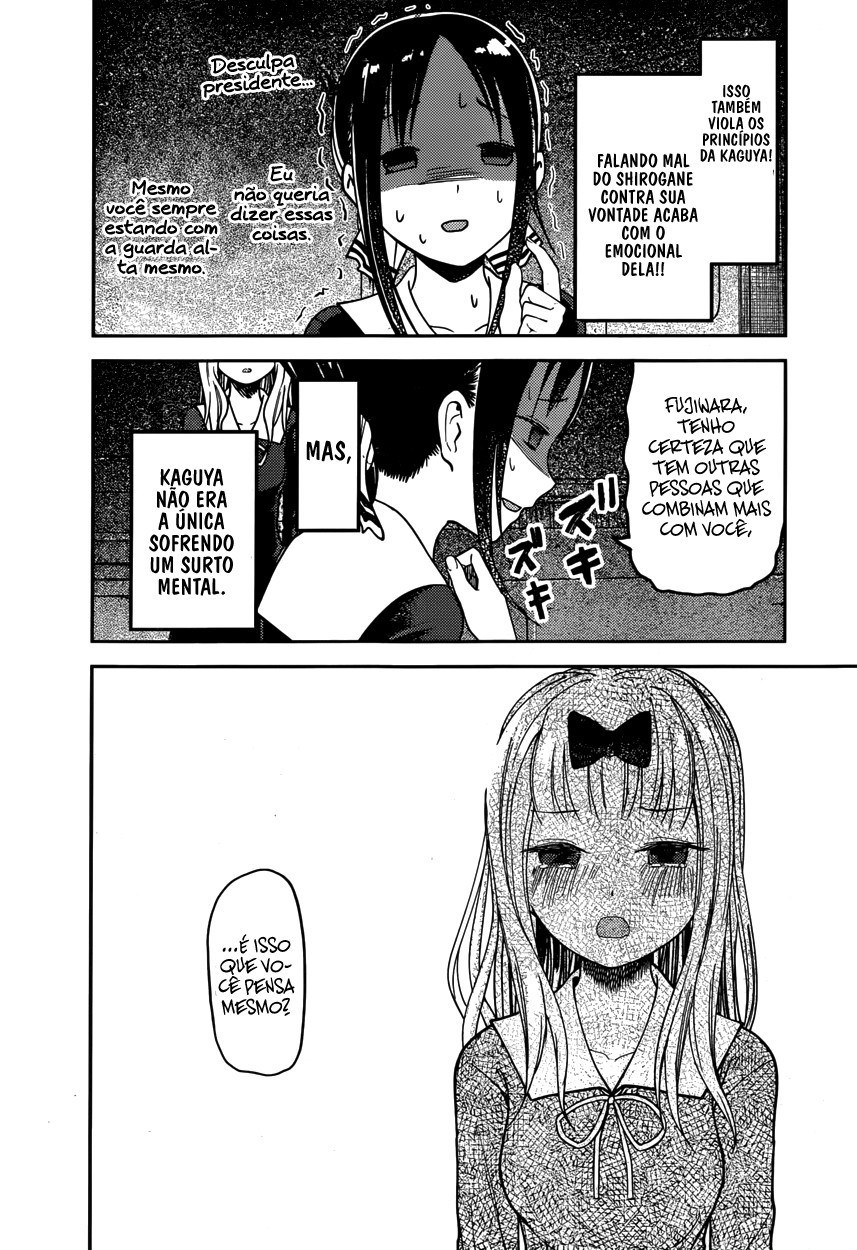 ISSO
TAMBÉM
VIOLA OS
PRINCÍPIOS
DA KAGUYA!
FALANDO MAL
DO SHIROGANE
CONTRA SUA
VONTADE ACABA
COM O
EMOCIONAL
DELA!!
Desculpa
presidente...
Eu
não queria
dizer essas
coisas.
Mesmo
você sempre
estando com
a guarda al-
ta mesmo.
FUJIWARA,
TENHO
CERTEZA QUE
TEM OUTRAS
PESSOAS QUE
COMBINAM MAIS
COM VOCÊ,
ズキ
ズキ
MAS,
KAGUYA
NÃO ERA
A ÚNICA
SOFRENDO
UM SURTO
MENTAL.
...É ISSO
QUE VO-
CÊ PENSA
MESMO?